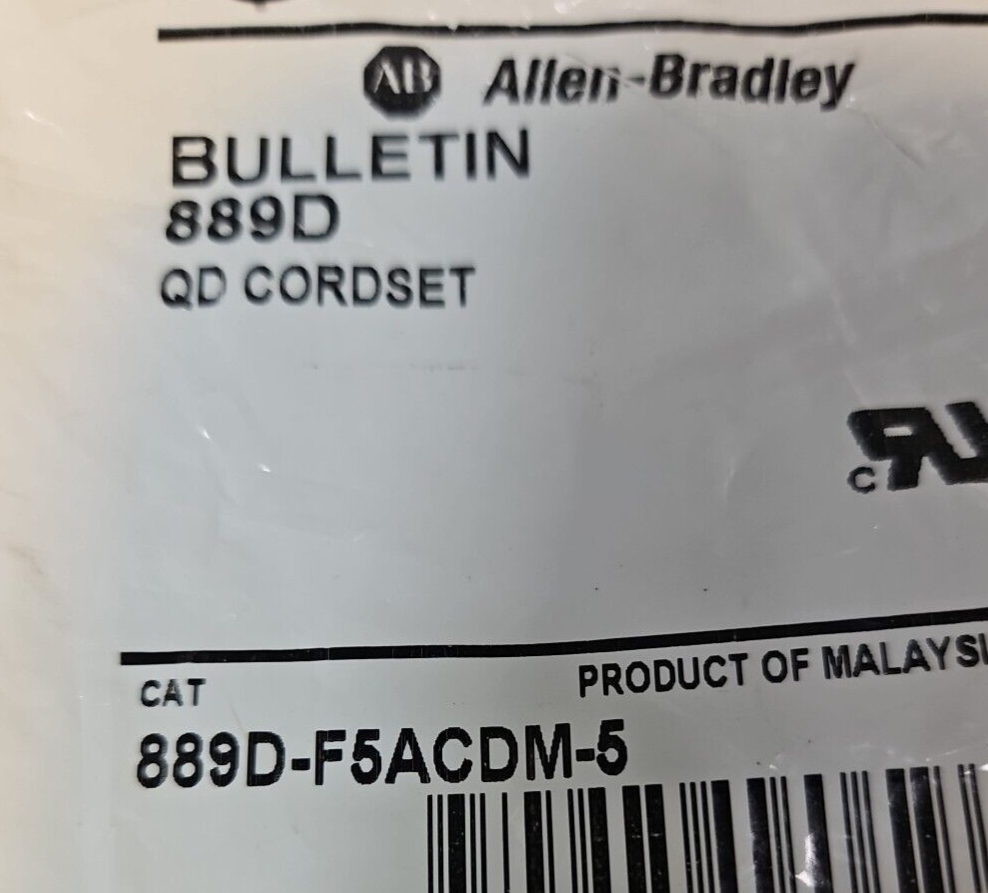 AB Allen-Bradley
BULLETIN
889D
QD CORDSET
c
PRODUCT OF MALAYSI
CAT
889D-F5ACDM-5